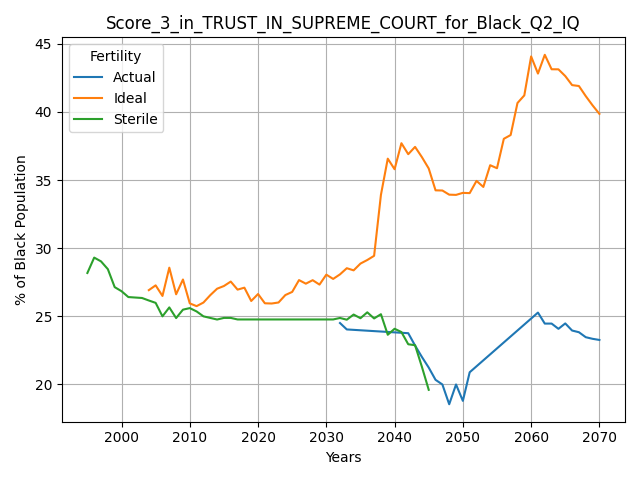 Score_3_in_TRUST_IN_SUPREME_COURT_for_Black_Q2_IQ
45
40
35
30
25
20
% of Black Population
Fertility
Actual
Ideal
Sterile
2000 2010 2020 2030 2040 2050 2060 2070
Years